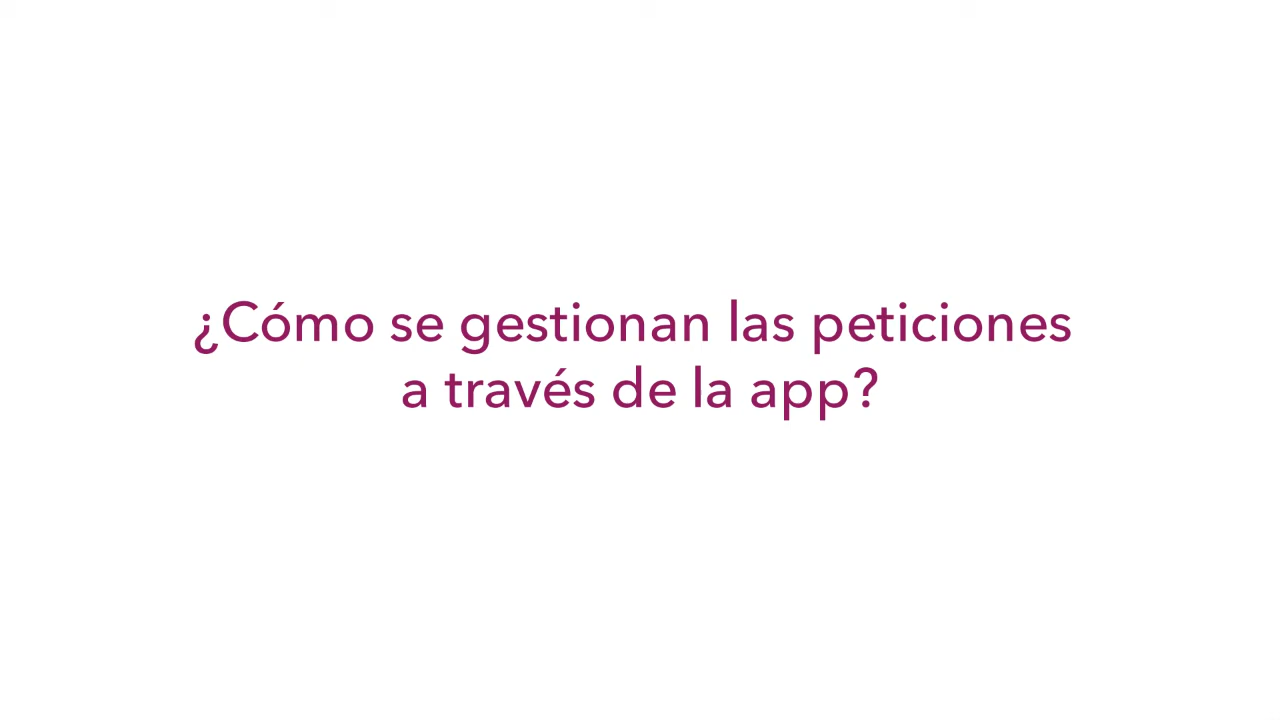 ¿Cómo se gestionan las peticiones
a través de la app?